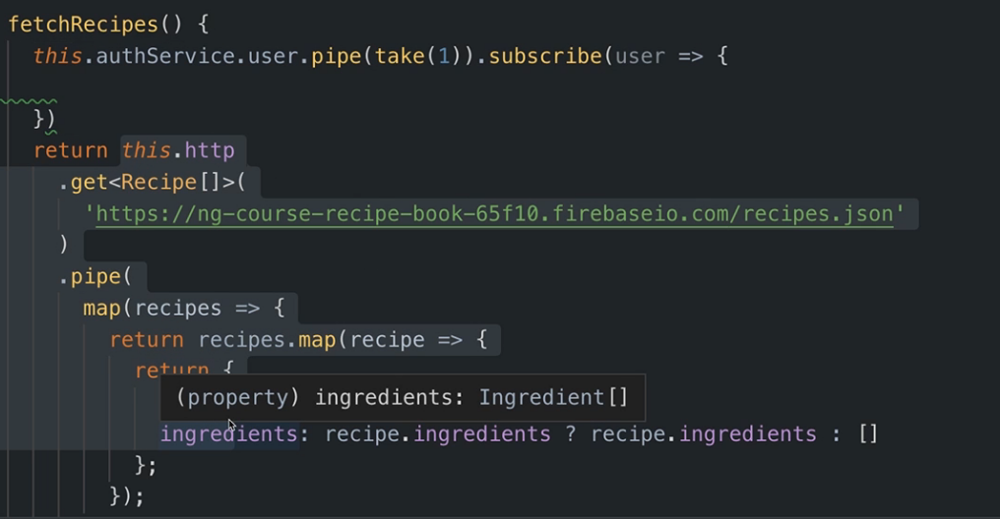 fetchRecipes() {
this.authService.user.pipe(take(1)).subscribe(user => {
})
return this.http
.get<Recipe[]>(
'https://ng-course-recipe-book-65f10.firebaseio.com/recipes.json'
)
.pipe(
map(recipes => {
return recipes.map(recipe => {
return {
(property) ingredients: Ingredient[]
ingredients: recipe.ingredients ? recipe.ingredients : []
};
});